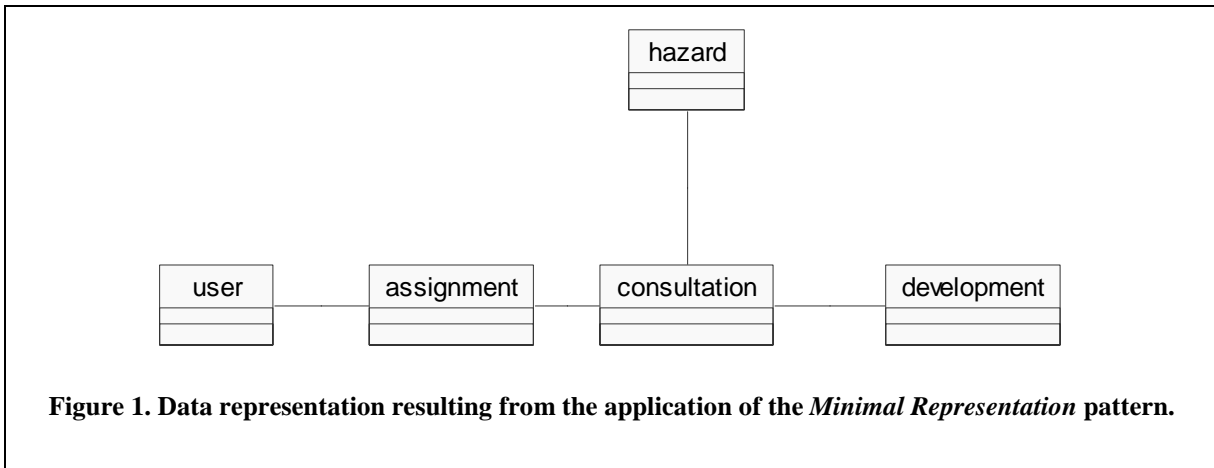 hazard
user
assignment
consultation
development
Figure 1. Data representation resulting from the application of the Minimal Representation pattern.